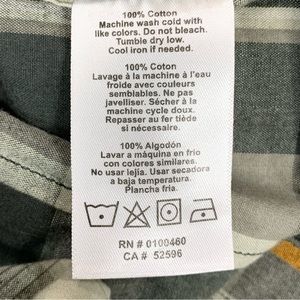 100% Cotton
Machine wash cold with
like colors. Do not bleach.
Tumble dry low.
Cool iron if needed.
100% Coton
Lavage à la machine à l'eau
froide avec couleurs
semblables. Ne pas
javelliser. Sécher à la
machine cycle doux.
Repasser au fer tiède
si nécessaire.
100% Algodón
Lavar a máquina en frio
con colores similares.
No usar lejía. Usar secadora
a baja temperatura.
Plancha fria.
RN # 0100460
CA # 52596